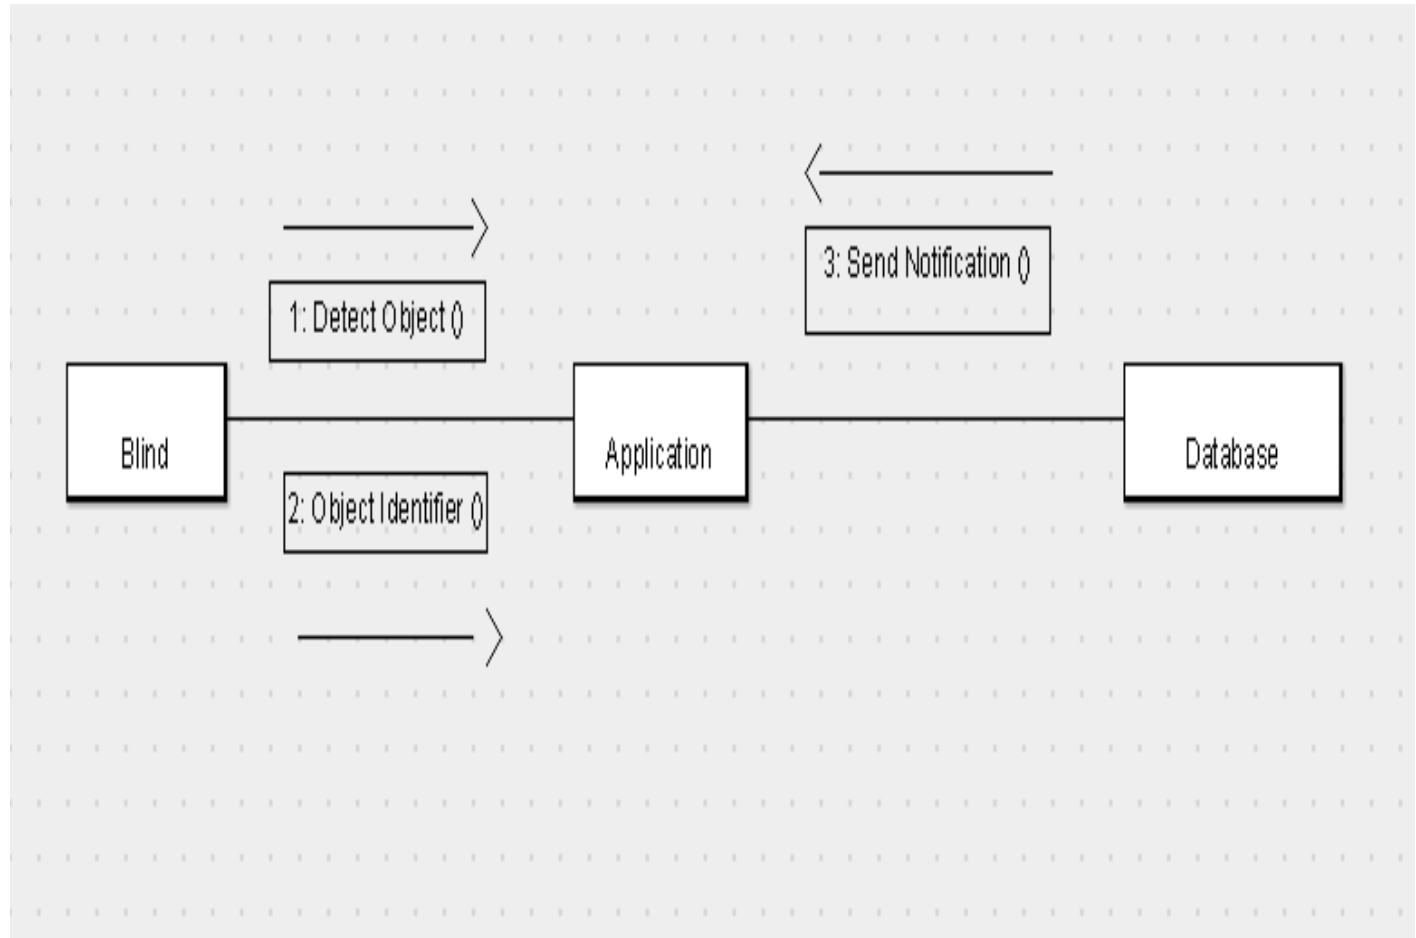 3: Send Notification ()
1: Detect Object ()
Blind
Application
Database
2: Object Identifier ()